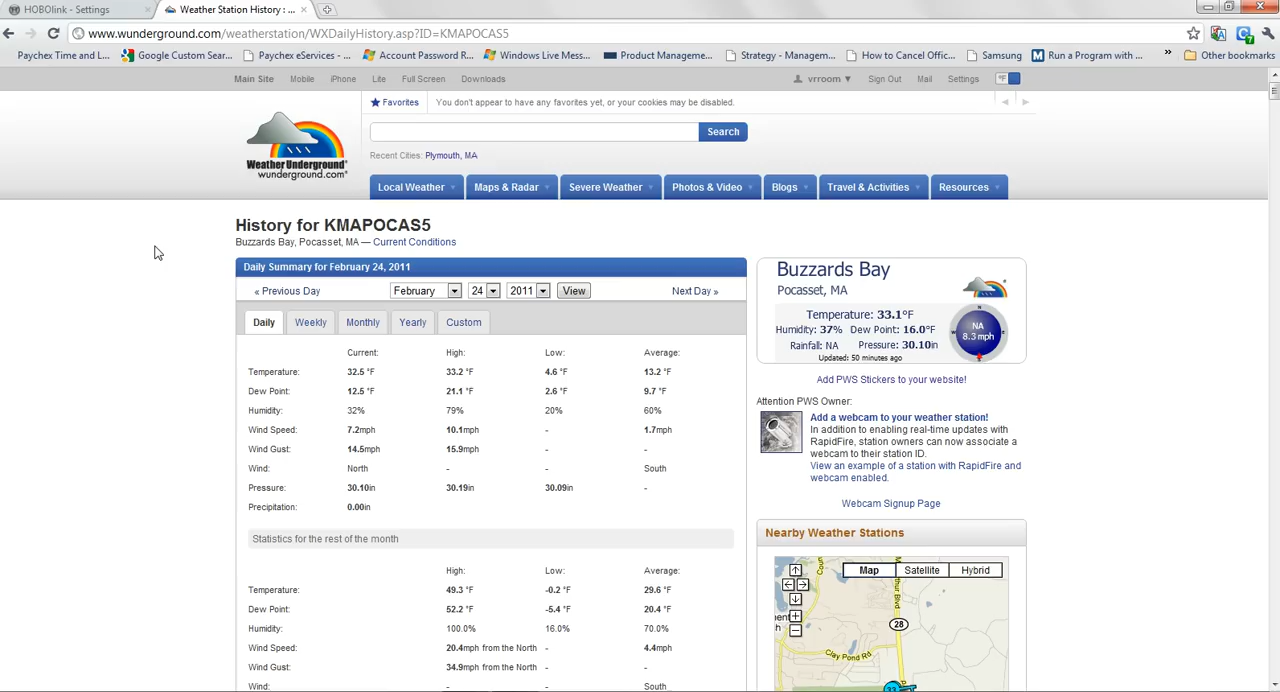 HOBOlink - Settings
Weather Station History : ...
www.wunderground.com/weatherstation/WXDailyHistory.asp?ID=KMAPOCAS5
Paychex Time and L...
Google Custom Sear...
Paychex eServices - ...
Account Password R...
Windows Live Mess...
Product Manageme...
Strategy - Managem...
How to Cancel Offic...
Samsung
Run a Program with ...
»
Other bookmarks
Main Site Mobile iPhone Lite Full Screen Downloads
vrroom Sign Out Mail Settings °F
Favorites
You don't appear to have any favorites yet, or your cookies may be disabled.
Search
Recent Cities: Plymouth, MA
Weather Underground®
wunderground.com®
Local Weather Maps & Radar Severe Weather Photos & Video Blogs Travel & Activities Resources
History for KMAPOCAS5
Buzzards Bay, Pocasset, MA — Current Conditions
Daily Summary for February 24, 2011
« Previous Day February 24 2011 View Next Day »
Daily Weekly Monthly Yearly Custom
Current: High: Low: Average:
Temperature: 32.5 °F 33.2 °F 4.6 °F 13.2 °F
Dew Point: 12.5 °F 21.1 °F 2.6 °F 9.7 °F
Humidity: 32% 79% 20% 60%
Wind Speed: 7.2mph 10.1mph - 1.7mph
Wind Gust: 14.5mph 15.9mph - -
Wind: North - - South
Pressure: 30.10in 30.19in 30.09in -
Precipitation: 0.00in
Statistics for the rest of the month
High: Low: Average:
Temperature: 49.3 °F -0.2 °F 29.6 °F
Dew Point: 52.2 °F -5.4 °F 20.4 °F
Humidity: 100.0% 16.0% 70.0%
Wind Speed: 20.4mph from the North - 4.4mph
Wind Gust: 34.9mph from the North - -
Wind: - - South
Buzzards Bay
Pocasset, MA
Temperature: 33.1°F
Humidity: 37% Dew Point: 16.0°F
Rainfall: NA Pressure: 30.10in
Updated: 50 minutes ago
NA
8.3 mph
Add PWS Stickers to your website!
Attention PWS Owner:
Add a webcam to your weather station!
In addition to enabling real-time updates with
RapidFire, station owners can now associate a
webcam to their station ID.
View an example of a station with RapidFire and
webcam enabled.
Webcam Signup Page
Nearby Weather Stations
Map Satellite Hybrid
28
Clay Pond Rd